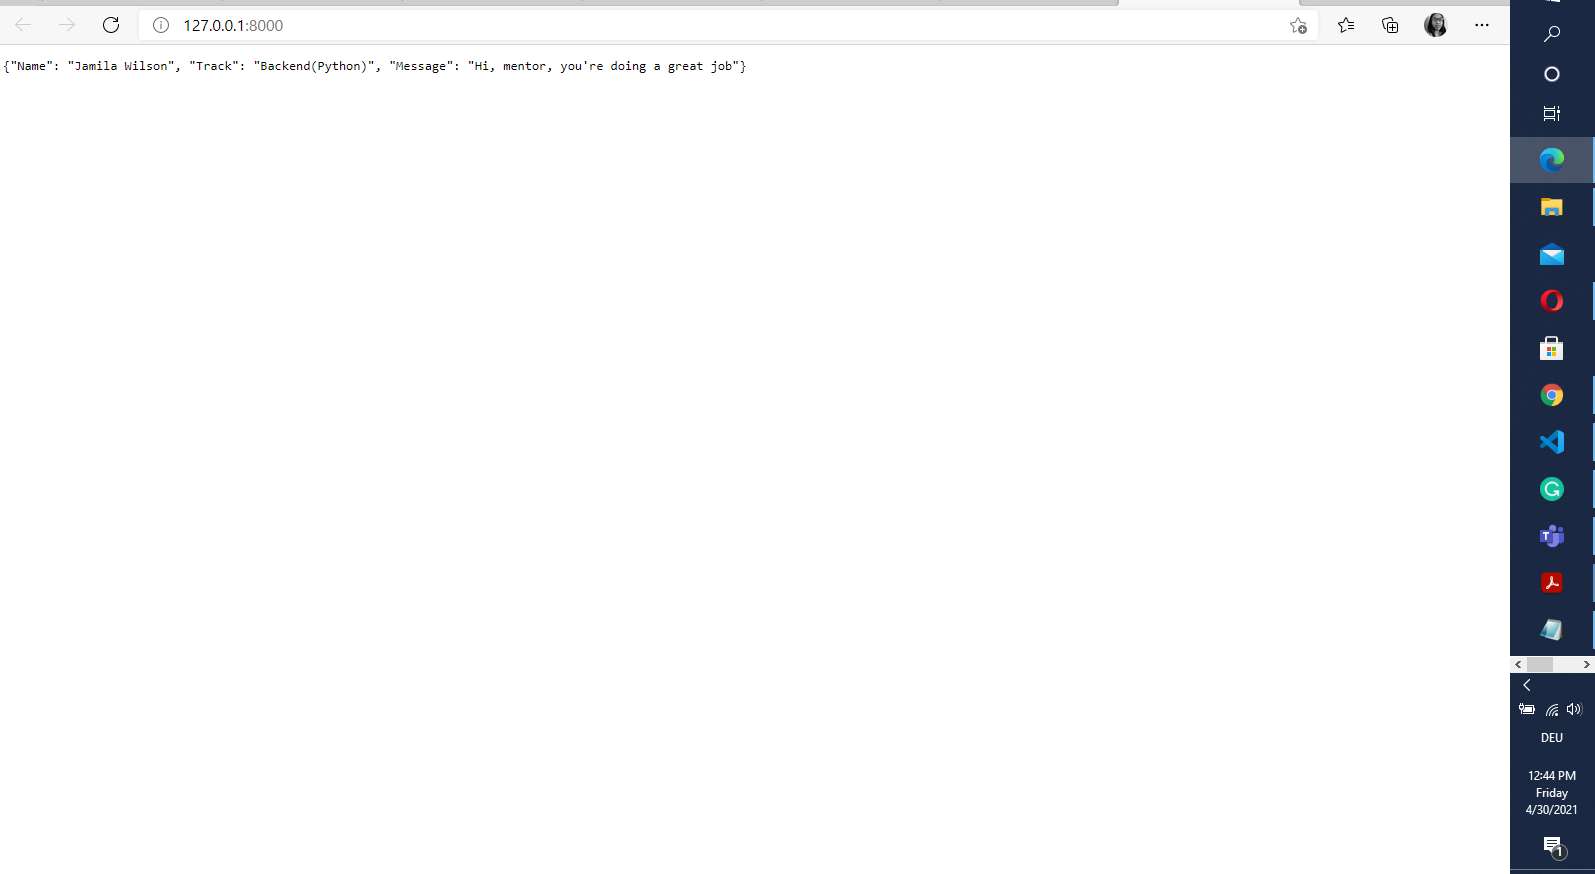 127.0.0.1:8000
{"Name": "Jamila Wilson", "Track": "Backend(Python)", "Message": "Hi, mentor, you're doing a great job"}
DEU
12:44 PM
Friday
4/30/2021
1